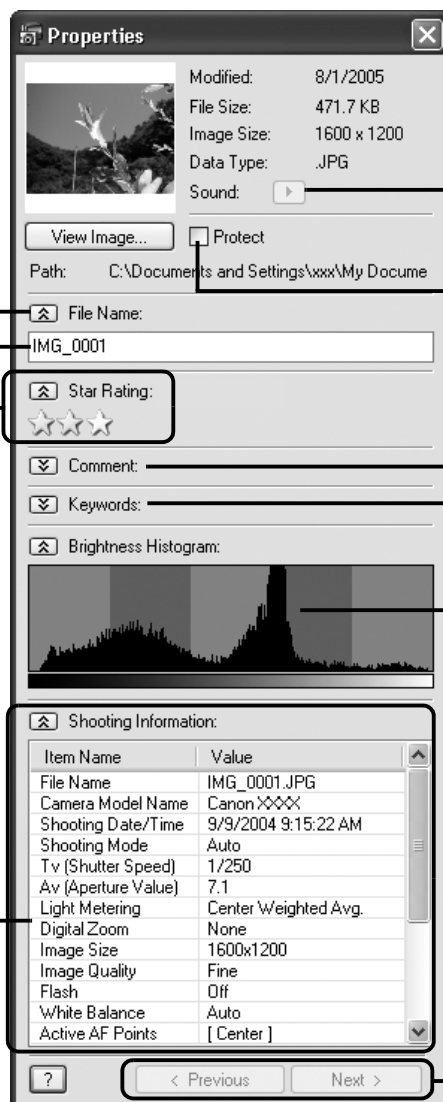 Properties
Modified: 8/1/2005
File Size: 471.7 KB
Image Size: 1600 x 1200
Data Type: .JPG
Sound:
View Image...
Protect
Path: C:\Documents and Settings\xxx\My Docume
File Name:
IMG_0001
Star Rating:
Comment:
Keywords:
Brightness Histogram:
Shooting Information:
Item Name Value
File Name IMG_0001.JPG
Camera Model Name Canon XXXX
Shooting Date/Time 9/9/2004 9:15:22 AM
Shooting Mode Auto
Tv (Shutter Speed) 1/250
Av (Aperture Value) 7.1
Light Metering Center Weighted Avg.
Digital Zoom None
Image Size 1600x1200
Image Quality Fine
Flash Off
White Balance Auto
Active AF Points [ Center ]
? < Previous Next >